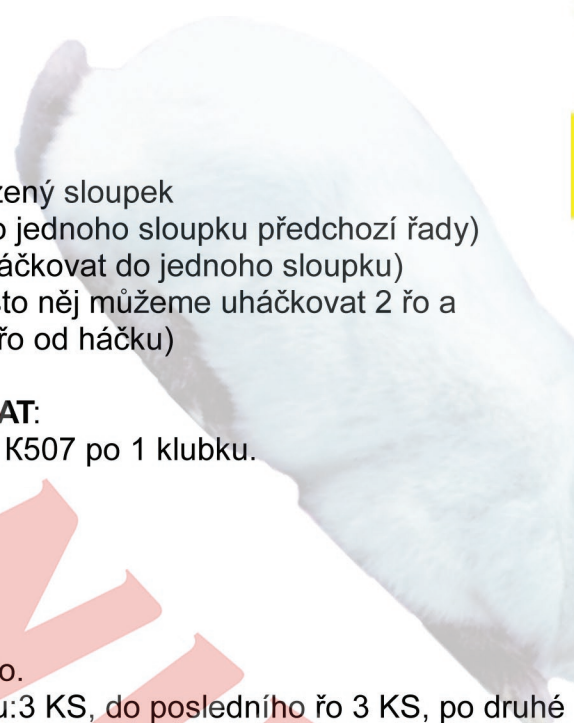 zený sloupek
o jednoho sloupku předchozí řady)
áčkovat do jednoho sloupku)
sto něj můžeme uháčkovat 2 řo a
řo od háčku)
AT:
K507 po 1 klubku.
o.
u:3 KS, do posledního řo 3 KS, po druhé